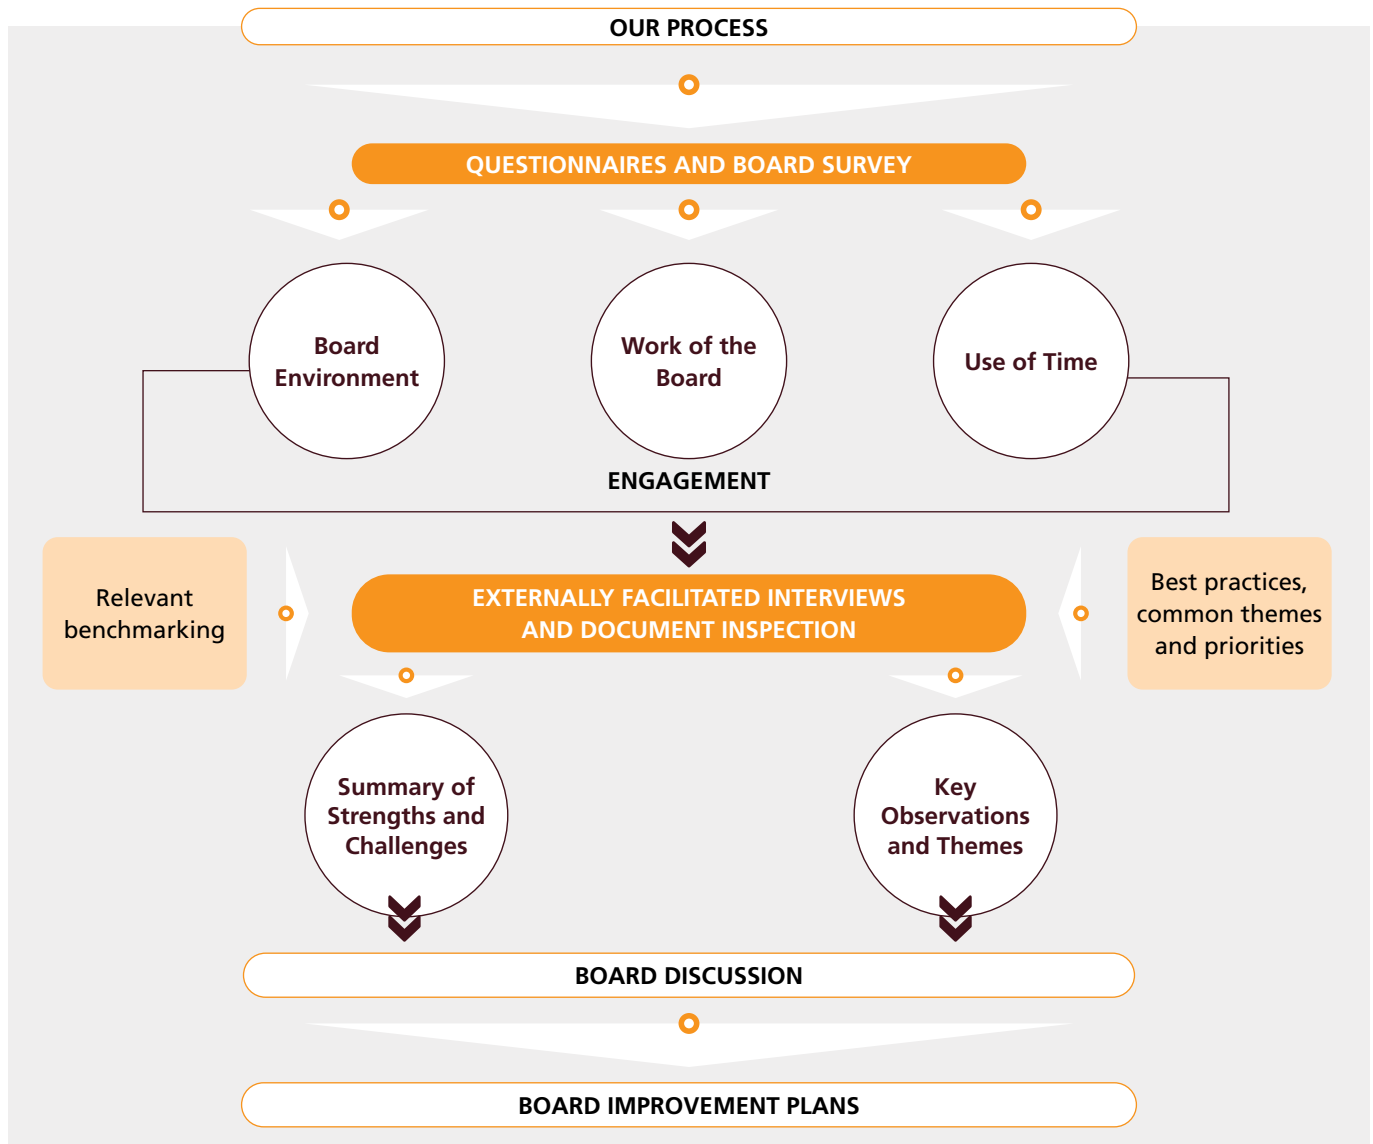 OUR PROCESS
QUESTIONNAIRES AND BOARD SURVEY
Board
Environment
Work of the
Board
Use of Time
ENGAGEMENT
Relevant
benchmarking
EXTERNALLY FACILITATED INTERVIEWS
AND DOCUMENT INSPECTION
Best practices,
common themes
and priorities
Summary of
Strengths and
Challenges
Key
Observations
and Themes
BOARD DISCUSSION
BOARD IMPROVEMENT PLANS